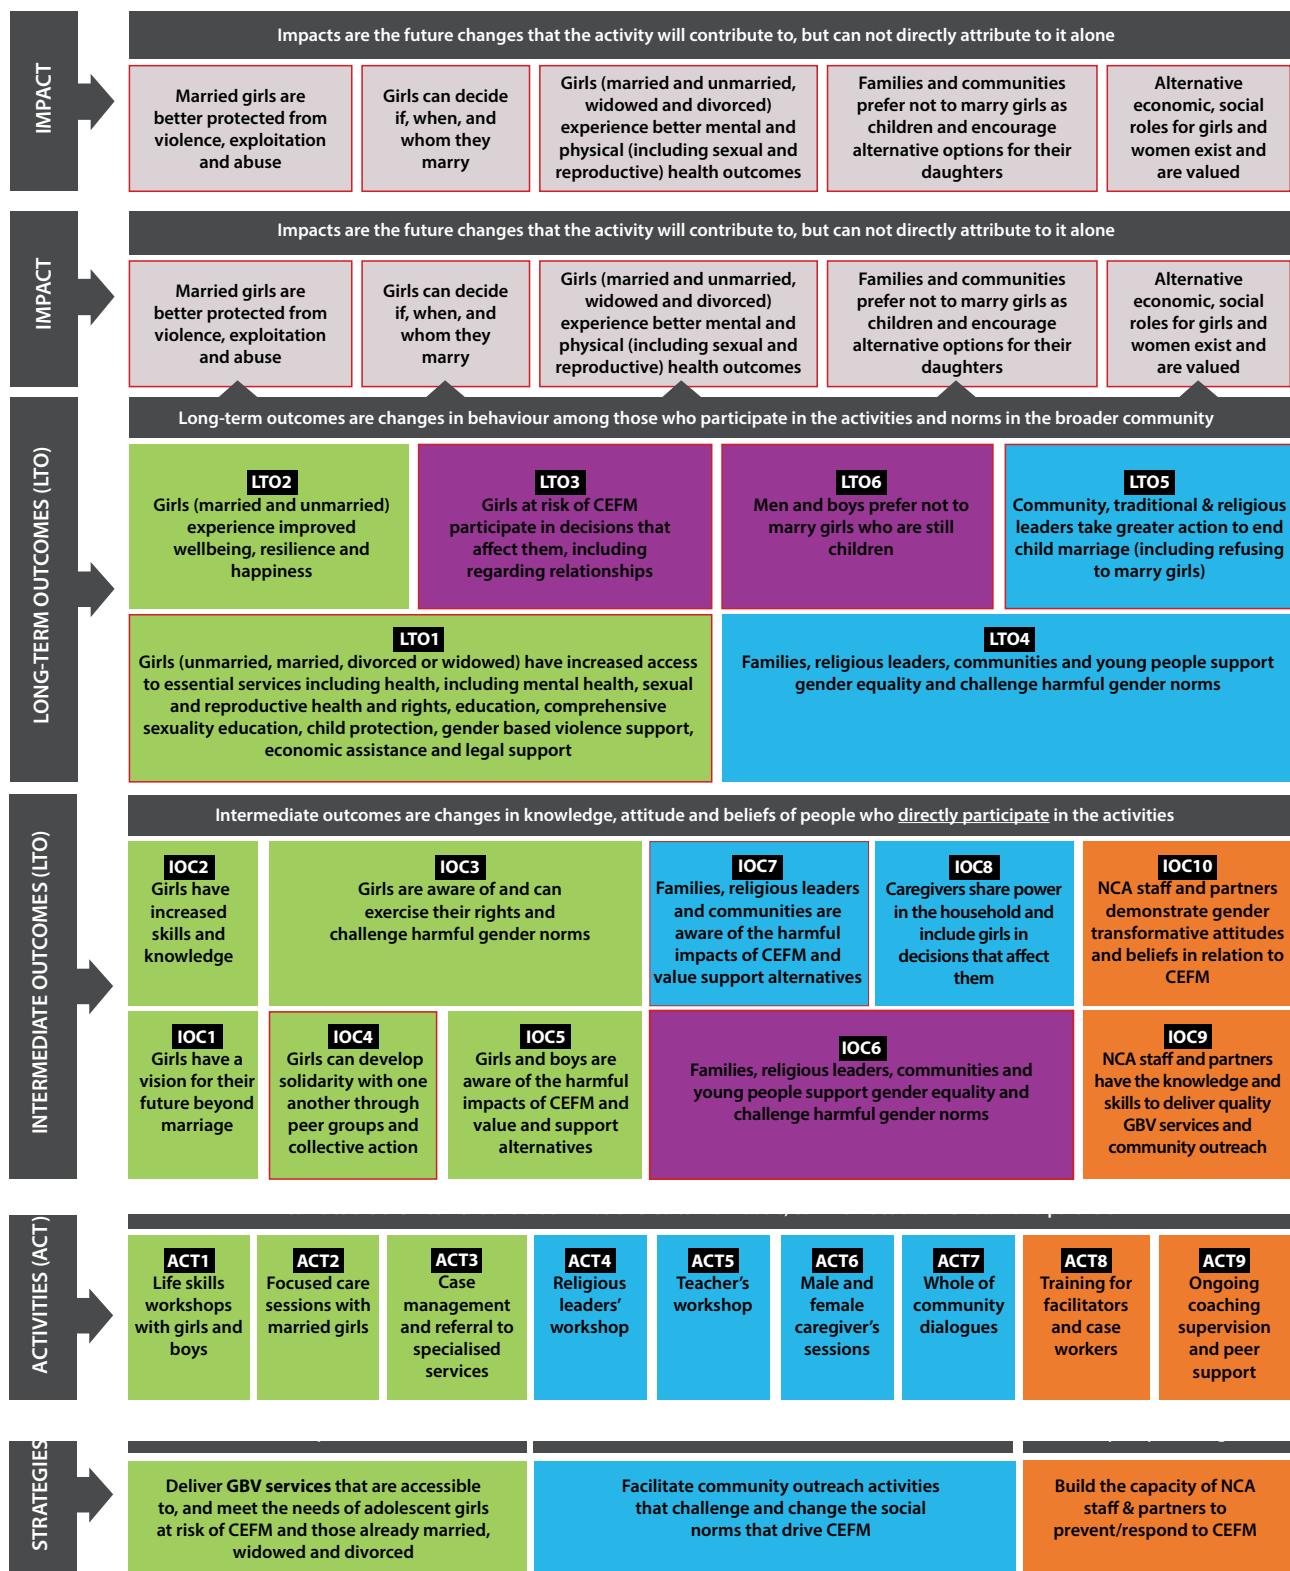 IMPACT
Impacts are the future changes that the activity will contribute to, but can not directly attribute to it alone
Married girls are
better protected from
violence, exploitation
and abuse
Girls can decide
if, when, and
whom they
marry
Girls (married and unmarried,
widowed and divorced)
experience better mental and
physical (including sexual and
reproductive) health outcomes
Families and communities
prefer not to marry girls as
children and encourage
alternative options for their
daughters
Alternative
economic, social
roles for girls and
women exist and
are valued
IMPACT
Impacts are the future changes that the activity will contribute to, but can not directly attribute to it alone
Married girls are
better protected from
violence, exploitation
and abuse
Girls can decide
if, when, and
whom they
marry
Girls (married and unmarried,
widowed and divorced)
experience better mental and
physical (including sexual and
reproductive) health outcomes
Families and communities
prefer not to marry girls as
children and encourage
alternative options for their
daughters
Alternative
economic, social
roles for girls and
women exist and
are valued
LONG-TERM OUTCOMES (LTO)
Long-term outcomes are changes in behaviour among those who participate in the activities and norms in the broader community
LTO2
Girls (married and unmarried)
experience improved
wellbeing, resilience and
happiness
LTO3
Girls at risk of CEFM
participate in decisions that
affect them, including
regarding relationships
LTO6
Men and boys prefer not to
marry girls who are still
children
LTO5
Community, traditional & religious
leaders take greater action to end
child marriage (including refusing
to marry girls)
LTO1
Girls (unmarried, married, divorced or widowed) have increased access
to essential services including health, including mental health, sexual
and reproductive health and rights, education, comprehensive
sexuality education, child protection, gender based violence support,
economic assistance and legal support
LTO4
Families, religious leaders, communities and young people support
gender equality and challenge harmful gender norms
INTERMEDIATE OUTCOMES (LTO)
Intermediate outcomes are changes in knowledge, attitude and beliefs of people who directly participate in the activities
IOC2
Girls have
increased
skills and
knowledge
IOC3
Girls are aware of and can
exercise their rights and
challenge harmful gender norms
IOC7
Families, religious leaders
and communities are
aware of the harmful
impacts of CEFM and
value support alternatives
IOC8
Caregivers share power
in the household and
include girls in
decisions that affect
them
IOC10
NCA staff and partners
demonstrate gender
transformative attitudes
and beliefs in relation to
CEFM
IOC1
Girls have a
vision for their
future beyond
marriage
IOC4
Girls can develop
solidarity with one
another through
peer groups and
collective action
IOC5
Girls and boys are
aware of the harmful
impacts of CEFM and
value and support
alternatives
IOC6
Families, religious leaders, communities and
young people support gender equality and
challenge harmful gender norms
IOC9
NCA staff and partners
have the knowledge and
skills to deliver quality
GBV services and
community outreach
ACTIVITIES (ACT)
ACT1
Life skills
workshops
with girls and
boys
ACT2
Focused care
sessions with
married girls
ACT3
Case
management
and referral to
specialised
services
ACT4
Religious
leaders'
workshop
ACT5
Teacher's
workshop
ACT6
Male and
female
caregiver's
sessions
ACT7
Whole of
community
dialogues
ACT8
Training for
facilitators
and case
workers
ACT9
Ongoing
coaching
supervision
and peer
support
STRATEGIES
Deliver GBV services that are accessible
to, and meet the needs of adolescent girls
at risk of CEFM and those already married,
widowed and divorced
Facilitate community outreach activities
that challenge and change the social
norms that drive CEFM
Build the capacity of NCA
staff & partners to
prevent/respond to CEFM